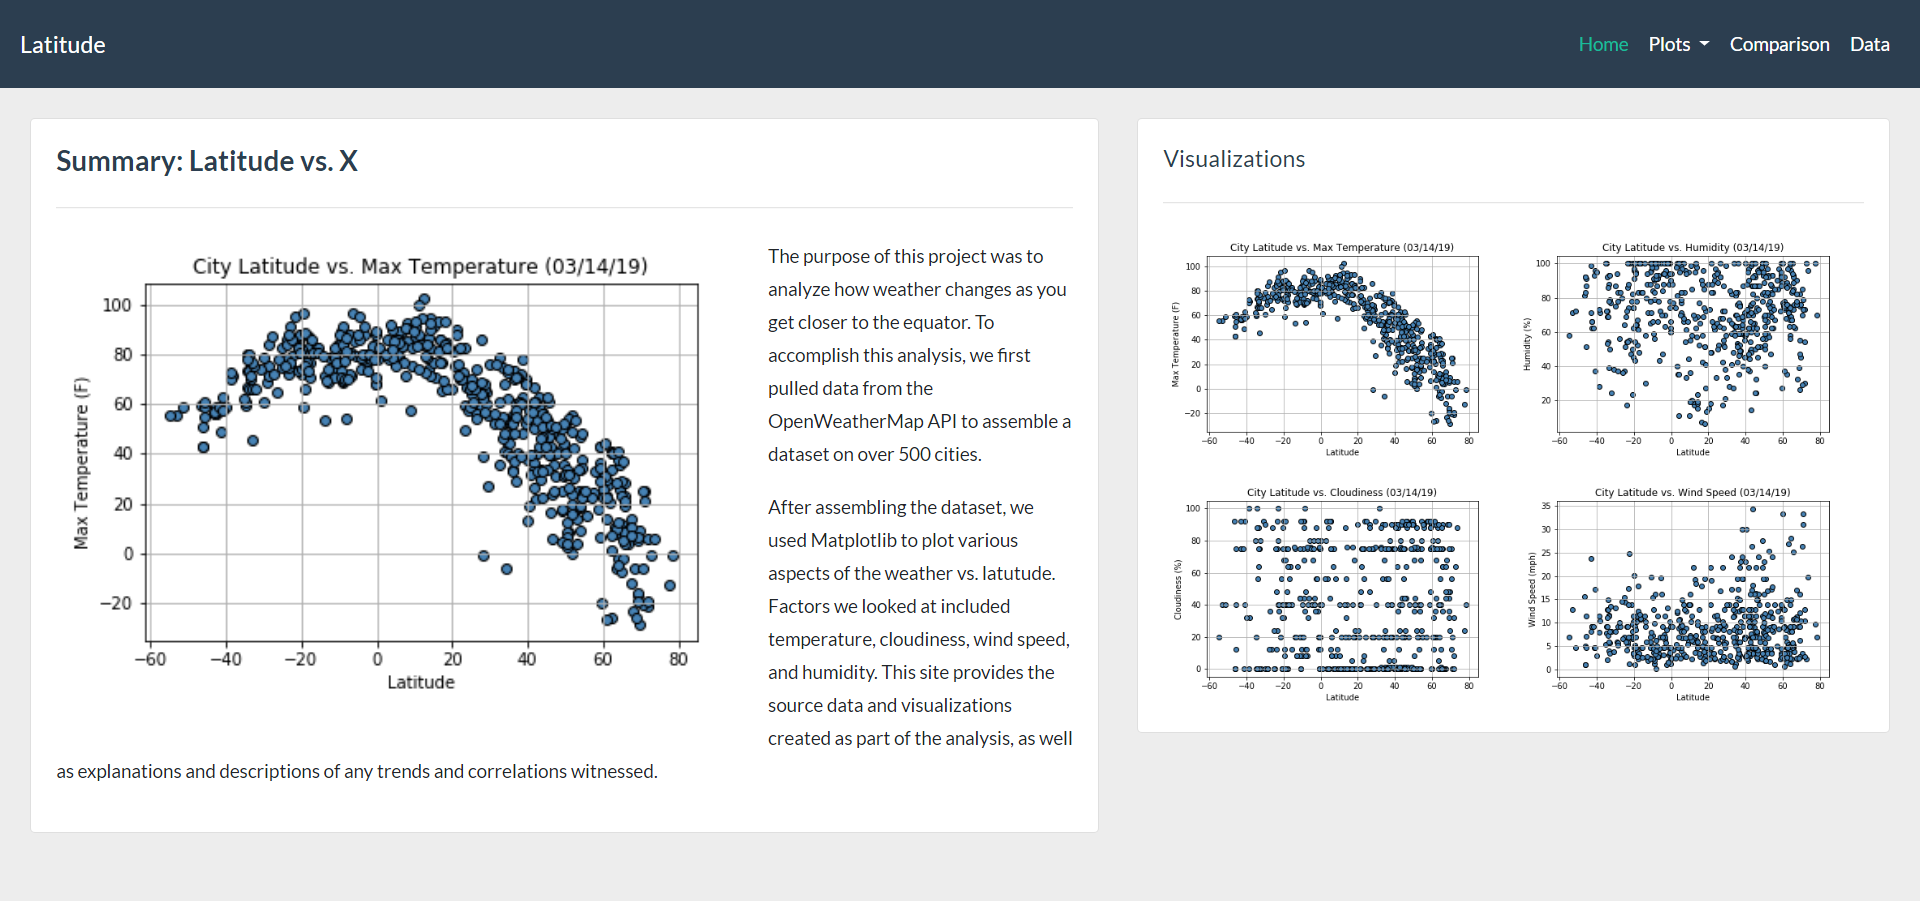 Latitude
Home Plots Comparison Data
Summary: Latitude vs. X
City Latitude vs. Max Temperature (03/14/19)
Max Temperature (F)
100
80
60
40
20
0
−20
−60 −40 −20 0 20 40 60 80
Latitude
The purpose of this project was to
analyze how weather changes as you
get closer to the equator. To
accomplish this analysis, we first
pulled data from the
OpenWeatherMap API to assemble a
dataset on over 500 cities.
After assembling the dataset, we
used Matplotlib to plot various
aspects of the weather vs. latutude.
Factors we looked at included
temperature, cloudiness, wind speed,
and humidity. This site provides the
source data and visualizations
created as part of the analysis, as well
as explanations and descriptions of any trends and correlations witnessed.
Visualizations
City Latitude vs. Max Temperature (03/14/19)
Max Temperature (F)
100
80
60
40
20
0
−20
−60 −40 −20 0 20 40 60 80
Latitude
City Latitude vs. Humidity (03/14/19)
Humidity (%)
100
80
60
40
20
−60 −40 −20 0 20 40 60 80
Latitude
City Latitude vs. Cloudiness (03/14/19)
Cloudiness (%)
100
80
60
40
20
0
−60 −40 −20 0 20 40 60 80
Latitude
City Latitude vs. Wind Speed (03/14/19)
Wind Speed (mph)
35
30
25
20
15
10
5
0
−60 −40 −20 0 20 40 60 80
Latitude